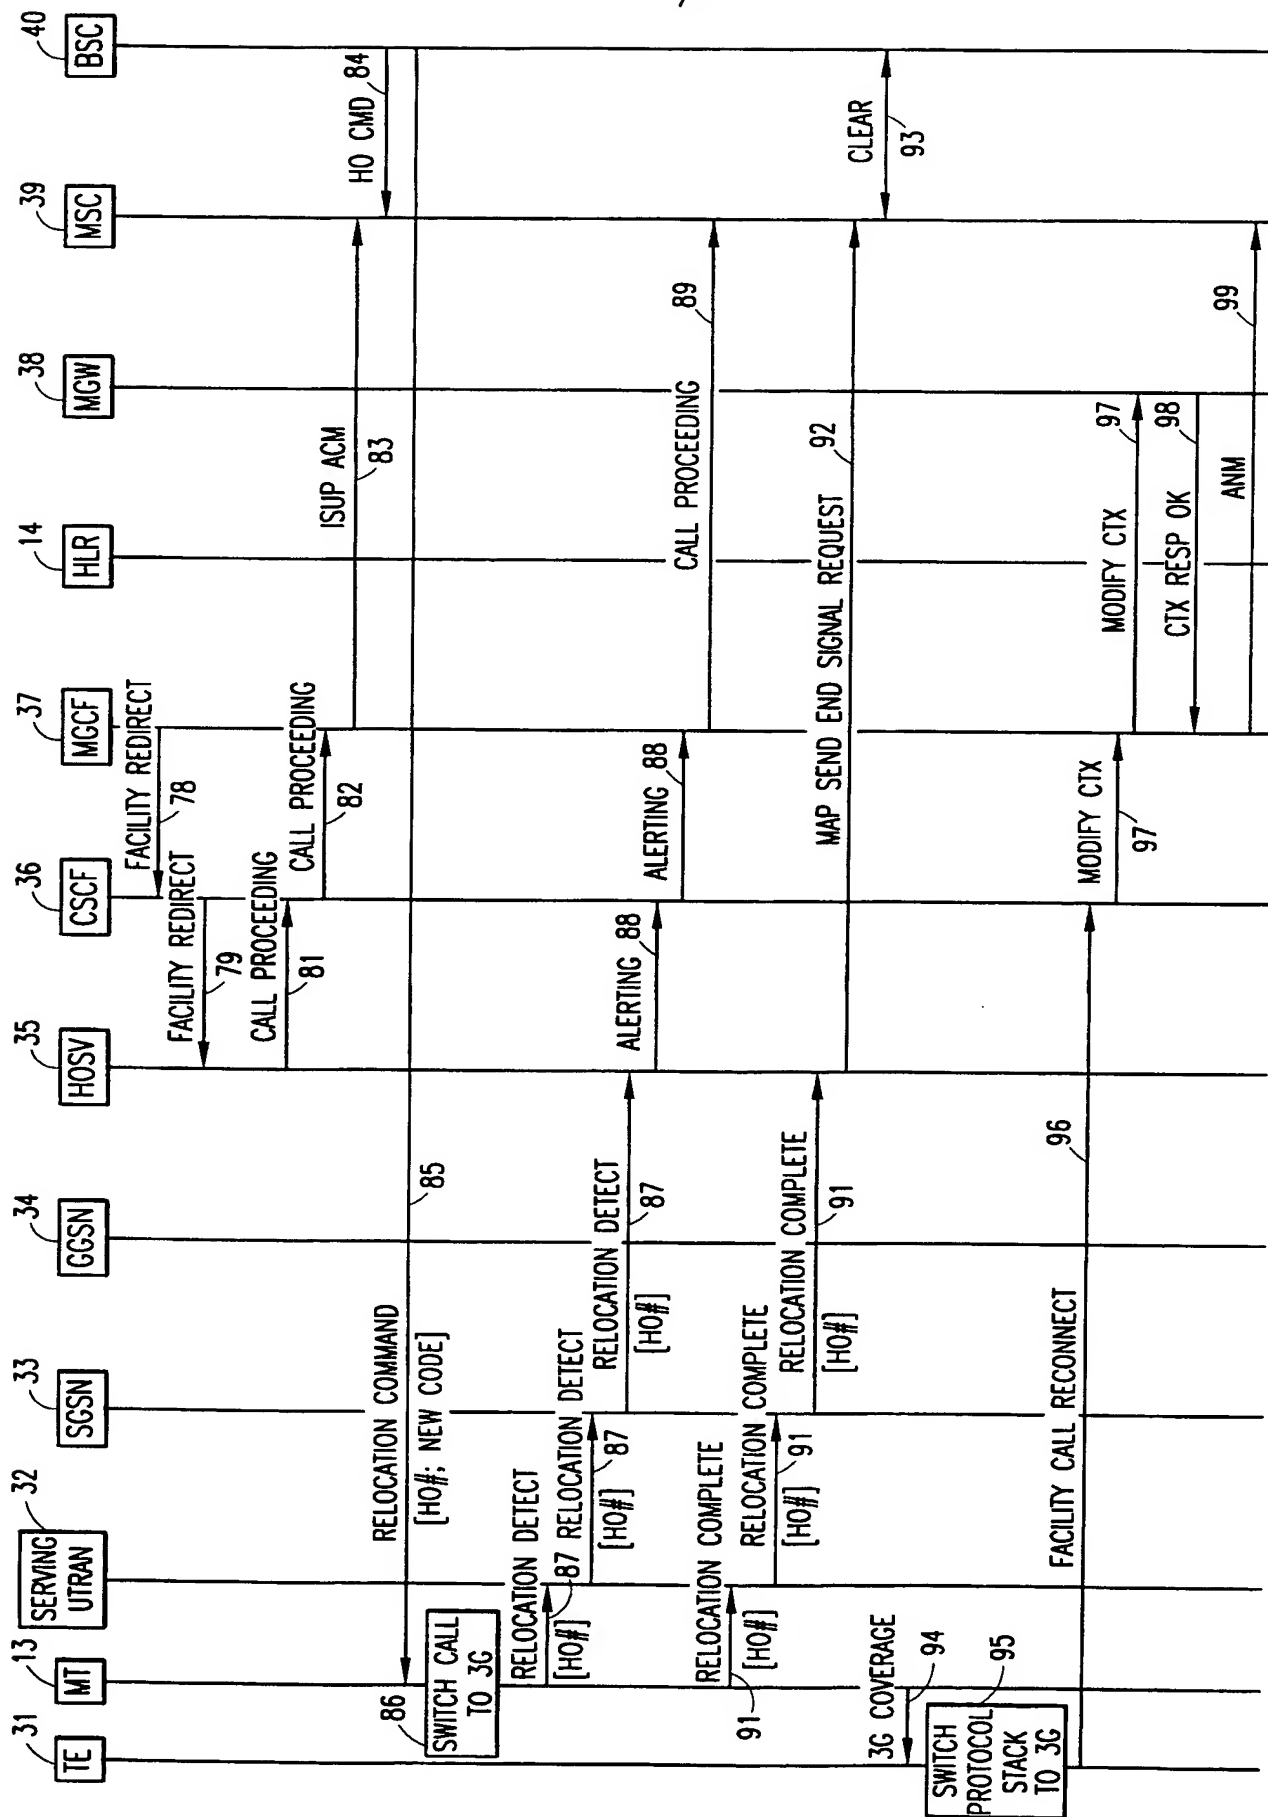 31
TE
13
MT
32
SERVING
UTRAN
33
SGSN
34
GGSN
35
HOSV
36
CSCF
37
MGCF
14
HLR
38
MGW
39
MSC
40
BSC
FACILITY REDIRECT
78
FACILITY REDIRECT
79
CALL PROCEEDING
81
CALL PROCEEDING
82
ISUP ACM
83
HO CMD
84
RELOCATION COMMAND
[HO#; NEW CODE]
85
86
SWITCH CALL
TO 3G
RELOCATION DETECT
87
[HO#]
RELOCATION DETECT
87
[HO#]
RELOCATION DETECT
87
[HO#]
ALERTING
88
ALERTING
88
CALL PROCEEDING
89
RELOCATION COMPLETE
91
[HO#]
RELOCATION COMPLETE
91
[HO#]
RELOCATION COMPLETE
91
[HO#]
MAP SEND END SIGNAL REQUEST
92
CLEAR
93
3G COVERAGE
94
SWITCH
PROTOCOL
STACK
TO 3G
95
FACILITY CALL RECONNECT
96
MODIFY CTX
97
MODIFY CTX
97
CTX RESP OK
98
ANM
99